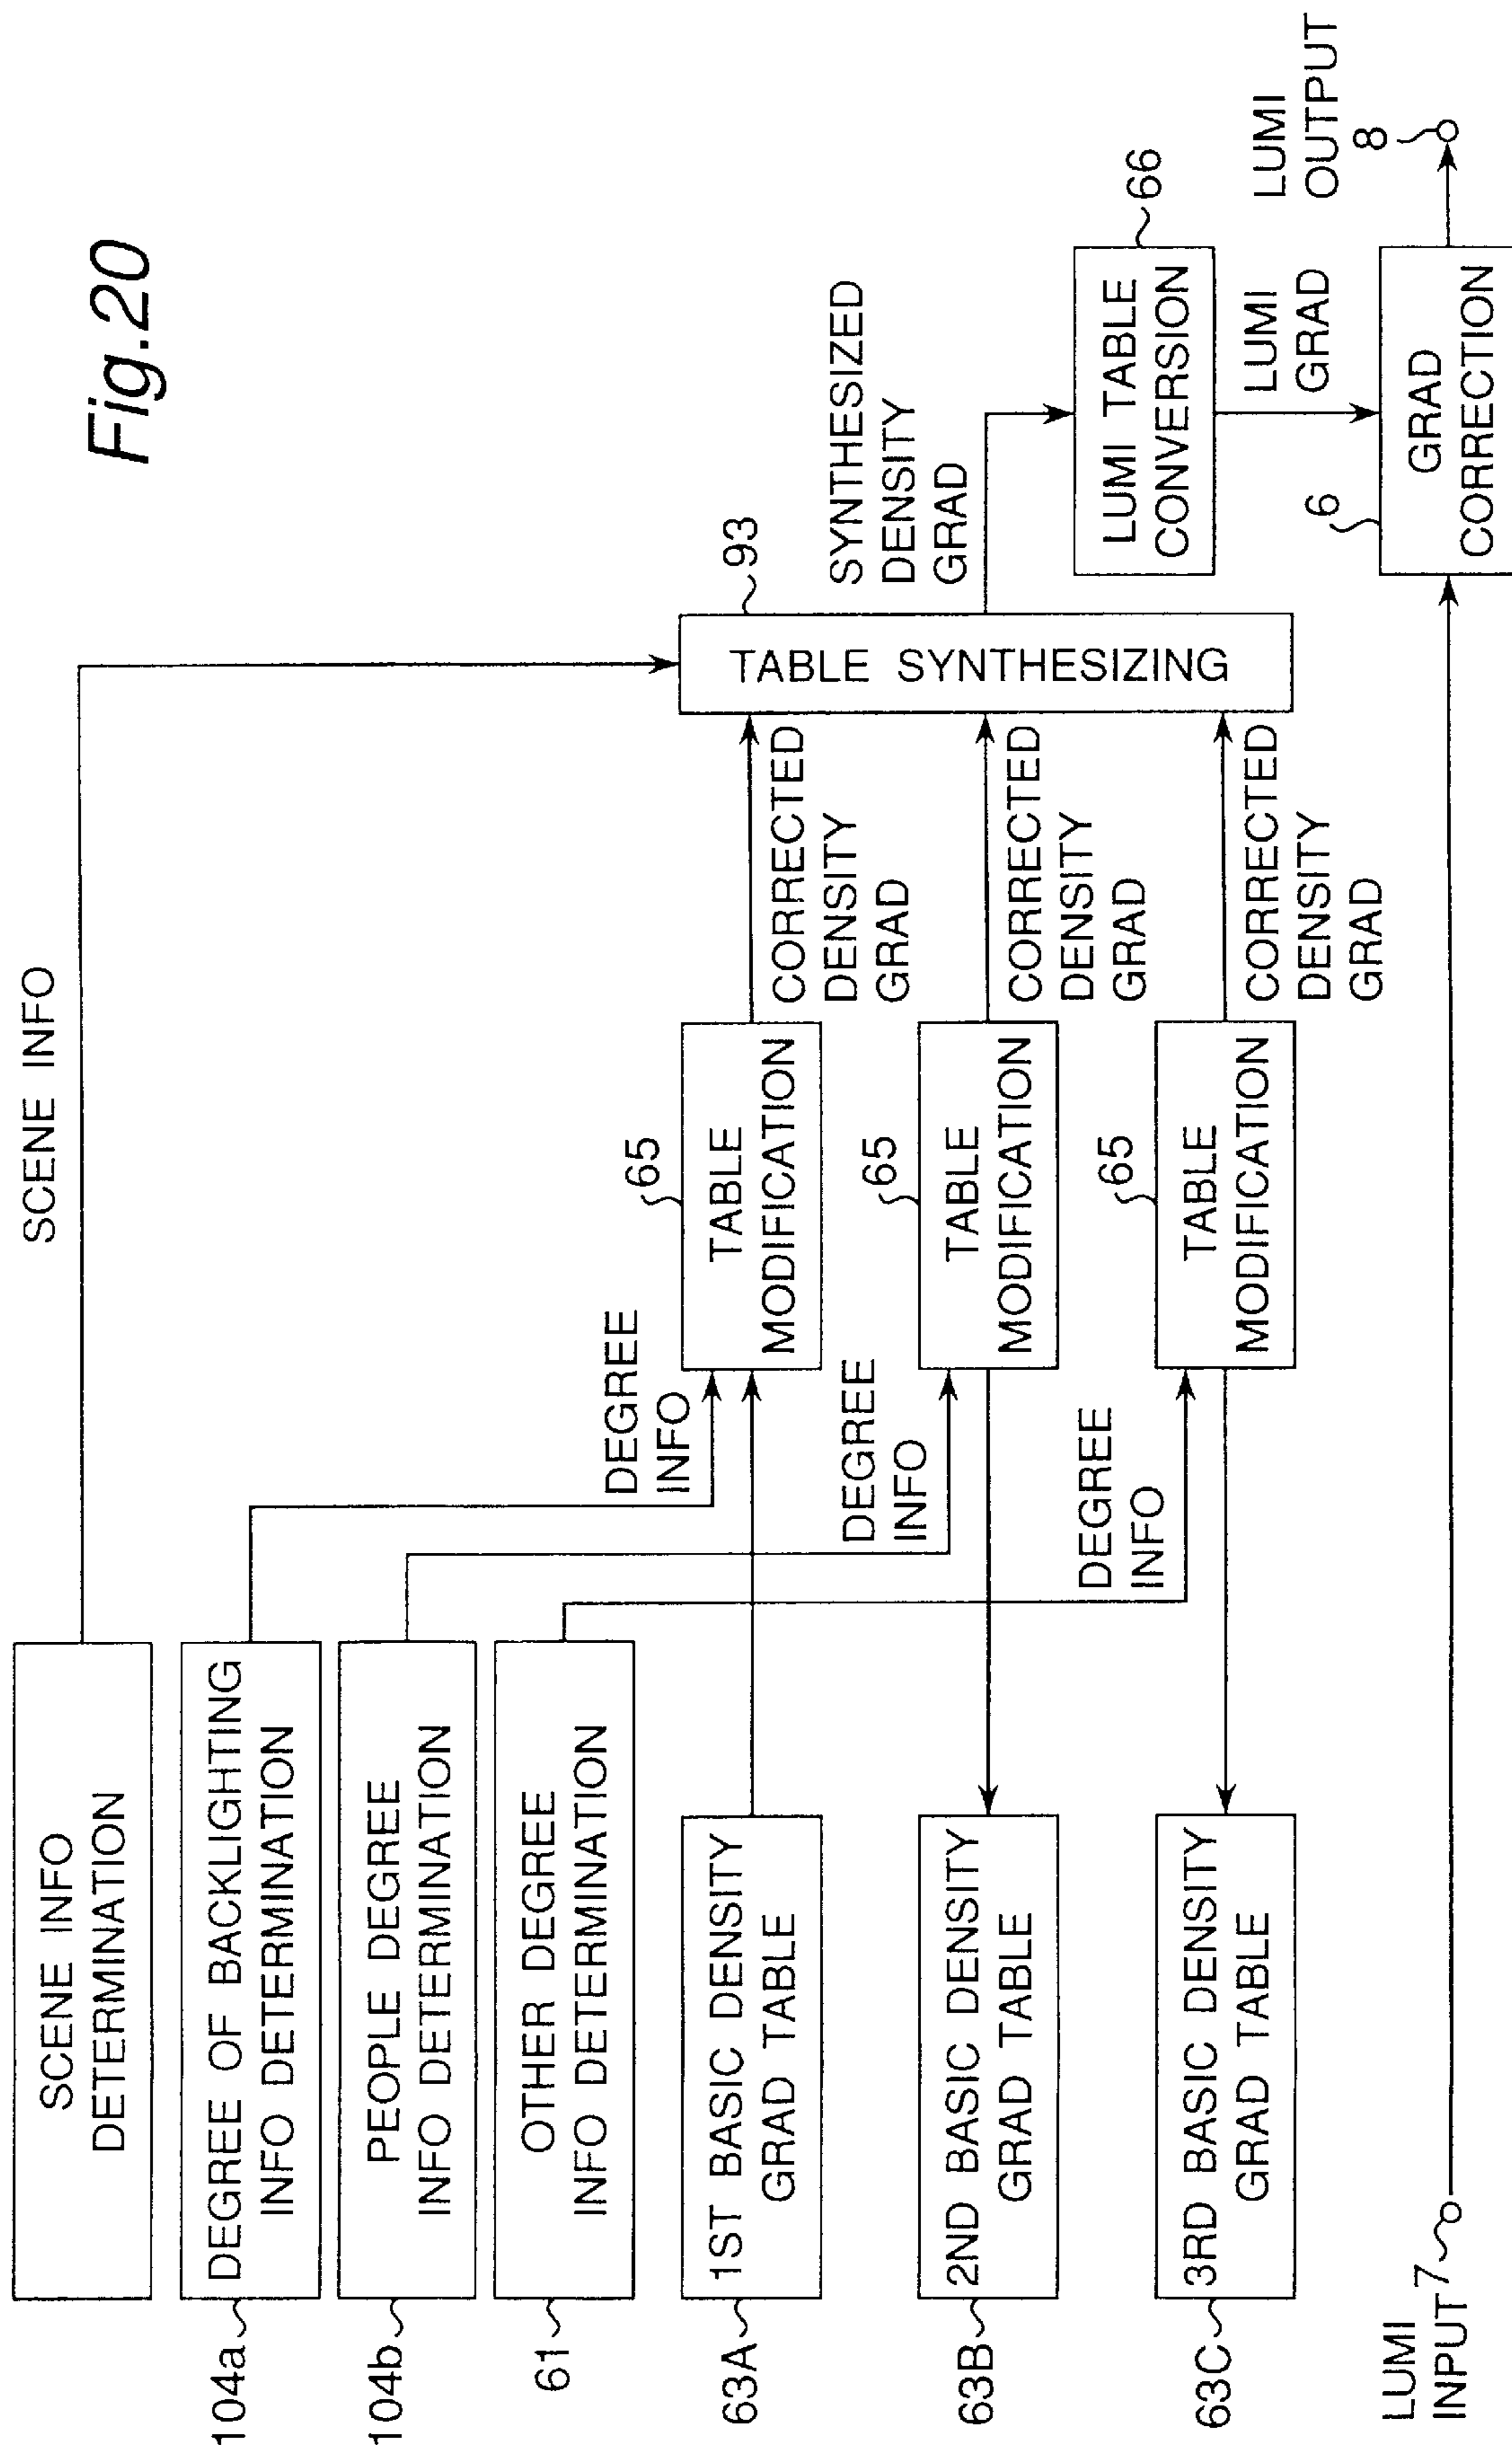 Fig.20
SCENE INFO
SCENE INFO
DETERMINATION
104a
DEGREE OF BACKLIGHTING
INFO DETERMINATION
104b
PEOPLE DEGREE
INFO DETERMINATION
61
OTHER DEGREE
INFO DETERMINATION
63A
1ST BASIC DENSITY
GRAD TABLE
63B
2ND BASIC DENSITY
GRAD TABLE
63C
3RD BASIC DENSITY
GRAD TABLE
LUMI
INPUT 7
DEGREE
INFO
DEGREE
INFO
DEGREE
INFO
65
TABLE
MODIFICATION
65
TABLE
MODIFICATION
65
TABLE
MODIFICATION
CORRECTED
DENSITY
GRAD
CORRECTED
DENSITY
GRAD
CORRECTED
DENSITY
GRAD
93
TABLE SYNTHESIZING
SYNTHESIZED
DENSITY
GRAD
66
LUMI TABLE
CONVERSION
LUMI
GRAD
6
GRAD
CORRECTION
LUMI
OUTPUT
8